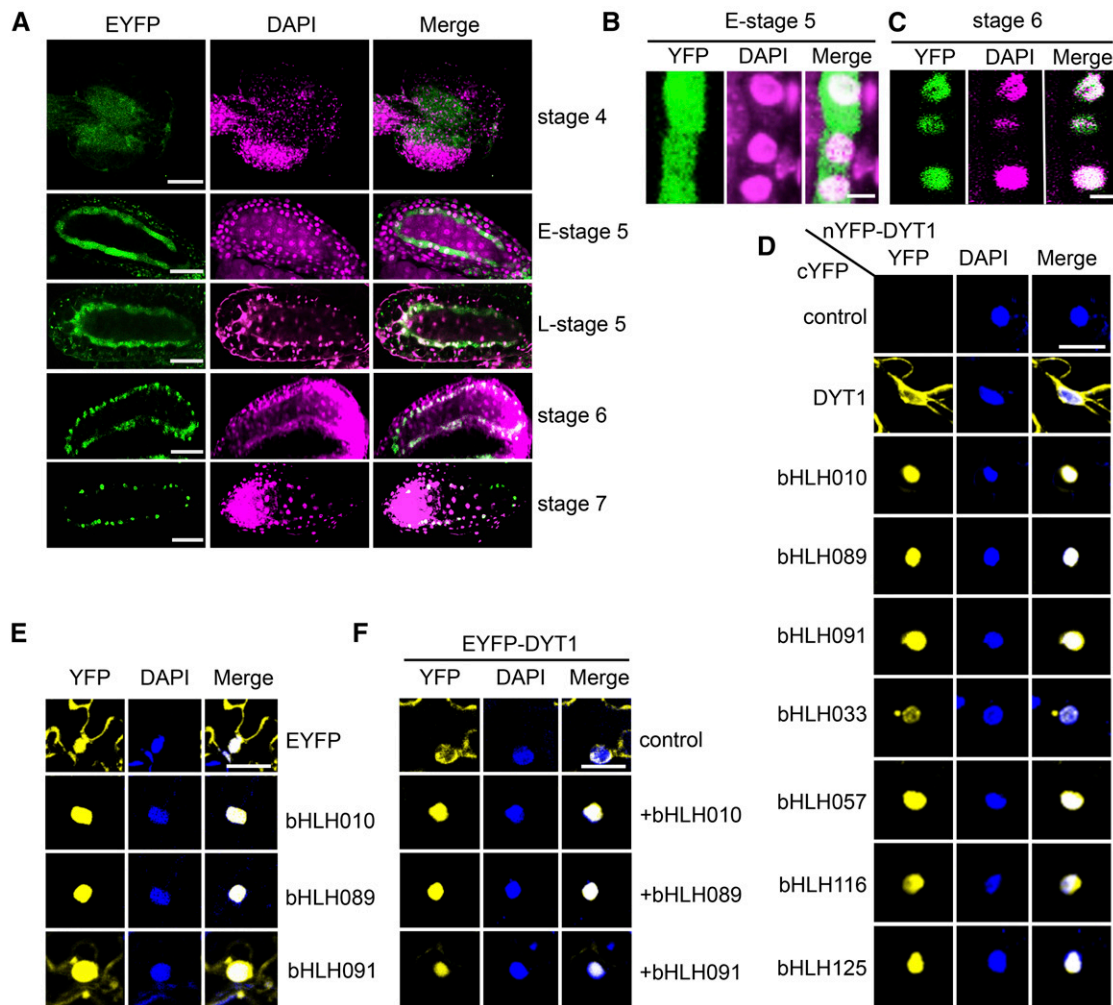 A
EYFP DAPI Merge
stage 4
E-stage 5
L-stage 5
stage 6
stage 7
B
E-stage 5
YFP DAPI Merge
C
stage 6
YFP DAPI Merge
D
nYFP-DYT1
cYFP
YFP DAPI Merge
control
DYT1
bHLH010
bHLH089
bHLH091
bHLH033
bHLH057
bHLH116
bHLH125
E
YFP DAPI Merge
EYFP
bHLH010
bHLH089
bHLH091
F
EYFP-DYT1
YFP DAPI Merge
control
+bHLH010
+bHLH089
+bHLH091